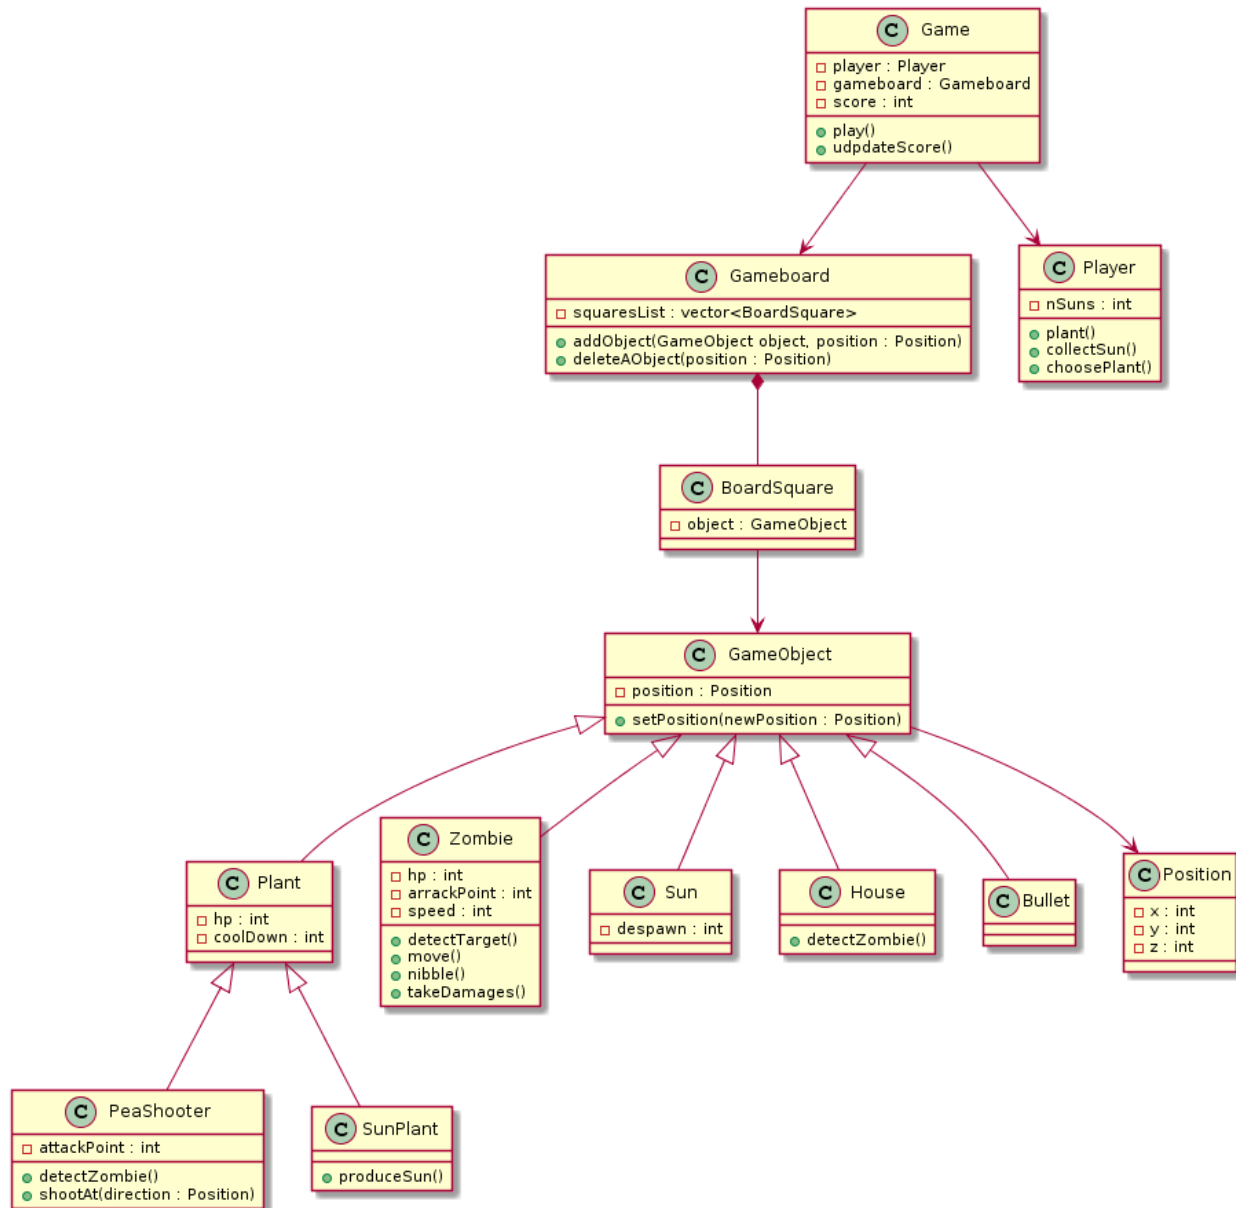 C Game
player : Player
gameboard : Gameboard
score : int
play()
udpdateScore()
C Gameboard
squaresList : vector<BoardSquare>
addObject(GameObject object, position : Position)
deleteAObject(position : Position)
C Player
nSuns : int
plant()
collectSun()
choosePlant()
C BoardSquare
object : GameObject
C GameObject
position : Position
setPosition(newPosition : Position)
C Plant
hp : int
coolDown : int
C Zombie
hp : int
arrackPoint : int
speed : int
detectTarget()
move()
nibble()
takeDamages()
C Sun
despawn : int
C House
detectZombie()
C Bullet
C Position
x : int
y : int
z : int
C PeaShooter
attackPoint : int
detectZombie()
shootAt(direction : Position)
C SunPlant
produceSun()